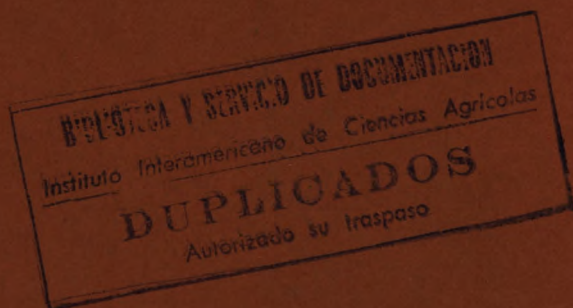 BIBLIOTECA Y SERVICIO DE DOCUMENTACION
Instituto Interamericano de Ciencias Agricolas
DUPLICADOS
Autorizado su traspaso